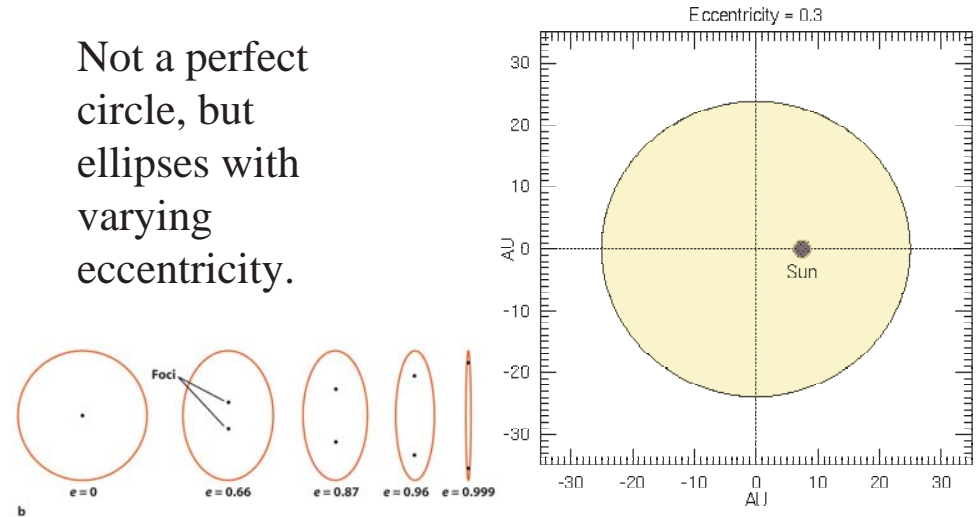 Not a perfect
circle, but
ellipses with
varying
eccentricity.
Eccentricity = 0.3
30
20
10
0
-10
-20
-30
AU
Sun
-30 -20 -10 0 10 20 30
AU
Foci
e = 0 e = 0.66 e = 0.87 e = 0.96 e = 0.999
b